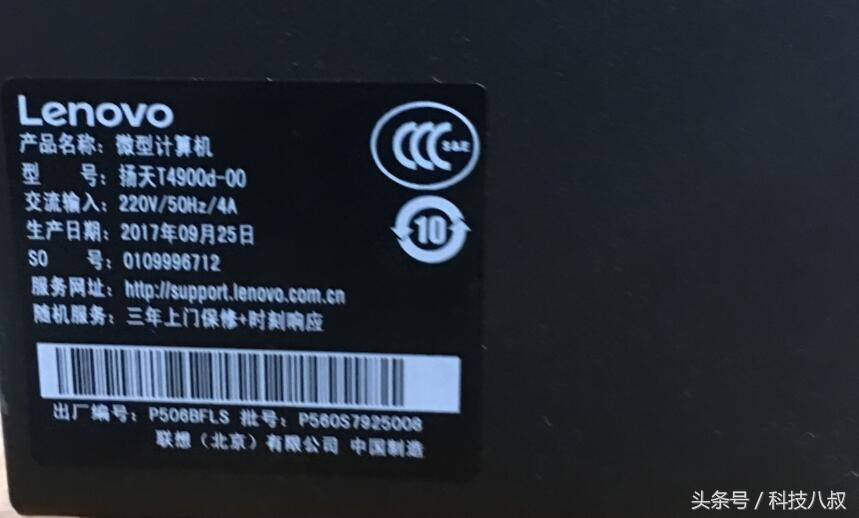 Lenovo
产品名称：微型计算机
型 号：扬天T4900d-00
交流输入：220V/50Hz/4A
生产日期：2017年09月25日
SO 号：0109996712
服务网址：http://support.lenovo.com.cn
随机服务：三年上门保修+时刻响应
CCC S&E
10
出厂编号：P506BFLS 批号：P560S7925008
联想（北京）有限公司 中国制造
头条号 / 科技八叔